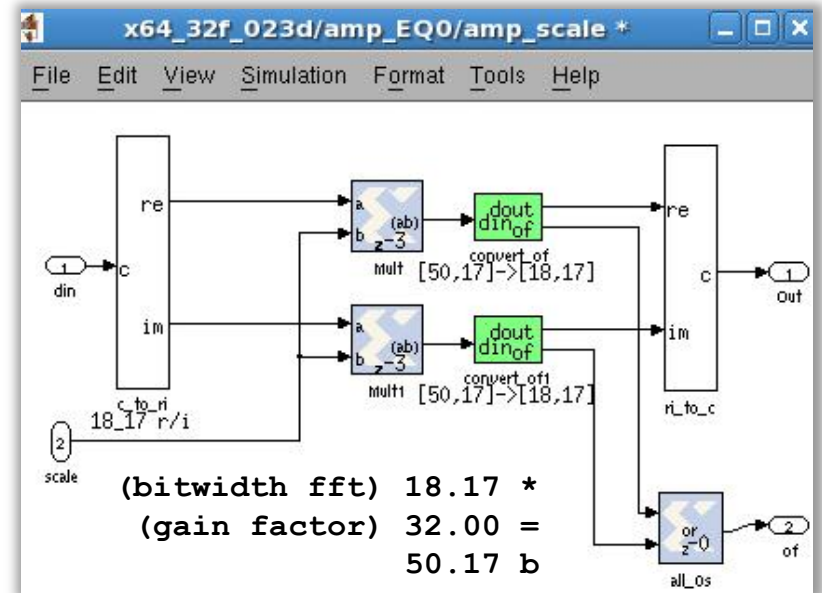 x64_32f_023d/amp_EQ0/amp_scale *
File Edit View Simulation Format Tools Help
re
a
b
(ab)
z-3
Mult
dout
din
of
convert_of
[50,17]->[18,17]
re
1
din
c
c
1
Out
im
a
b
(ab)
z-3
Mult1
dout
din
of
convert_of1
[50,17]->[18,17]
im
c_to_ri
18_17 r/i
ri_to_c
2
scale
(bitwidth fft) 18.17 *
(gain factor) 32.00 =
50.17 b
or
z-0
all_os
2
of